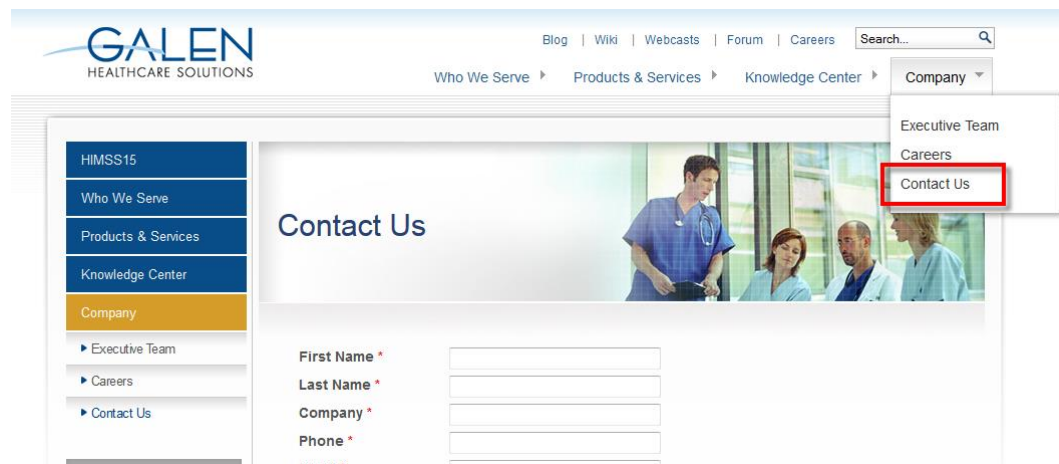 GALEN
HEALTHCARE SOLUTIONS
Blog | Wiki | Webcasts | Forum | Careers Search...
Who We Serve Products & Services Knowledge Center Company
Executive Team
Careers
Contact Us
HIMSS15
Who We Serve
Products & Services
Knowledge Center
Company
Executive Team
Careers
Contact Us
Contact Us
First Name *
Last Name *
Company *
Phone *